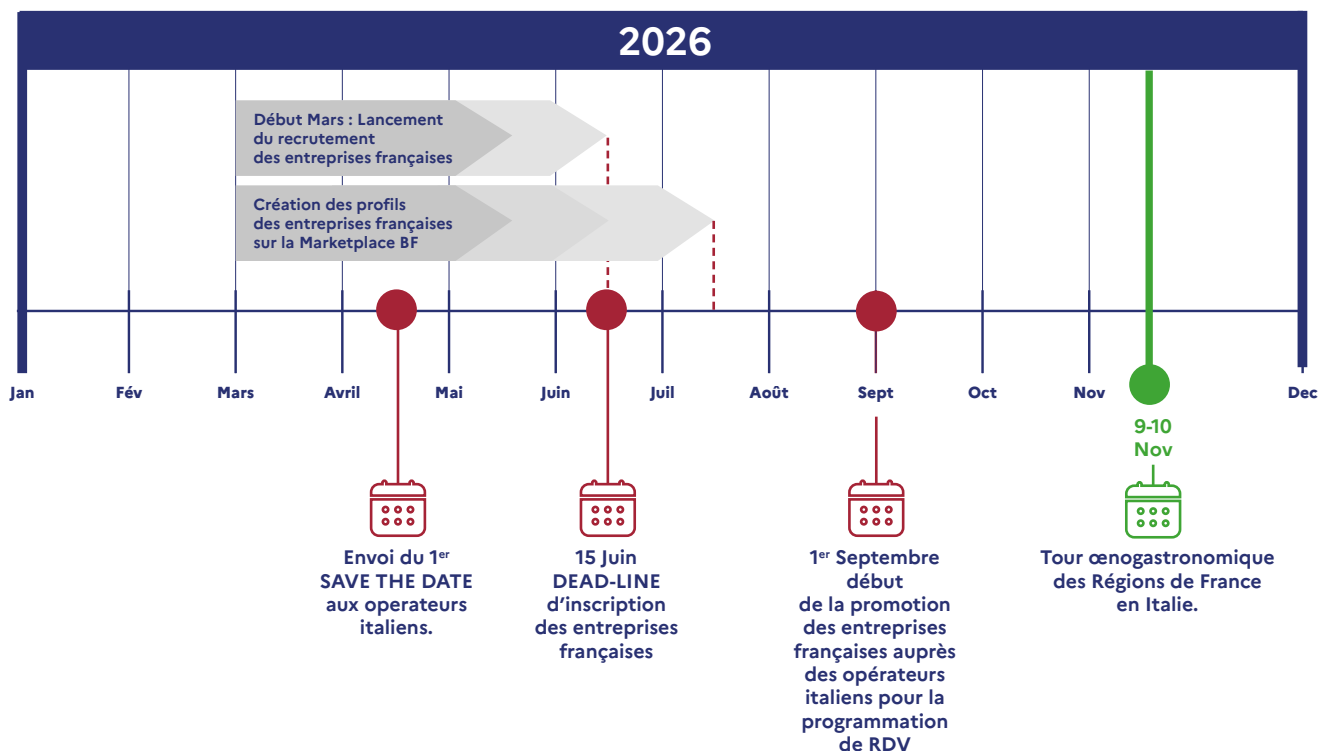 2026
Début Mars : Lancement
du recrutement
des entreprises françaises
Création des profils
des entreprises françaises
sur la Marketplace BF
Jan
Fév
Mars
Avril
Mai
Juin
Juil
Août
Sept
Oct
Nov
Dec
9-10
Nov
Envoi du 1er
SAVE THE DATE
aux operateurs
italiens.
15 Juin
DEAD-LINE
d'inscription
des entreprises
françaises
1er Septembre
début
de la promotion
des entreprises
françaises auprès
des opérateurs
italiens pour la
programmation
de RDV
Tour œnogastronomique
des Régions de France
en Italie.